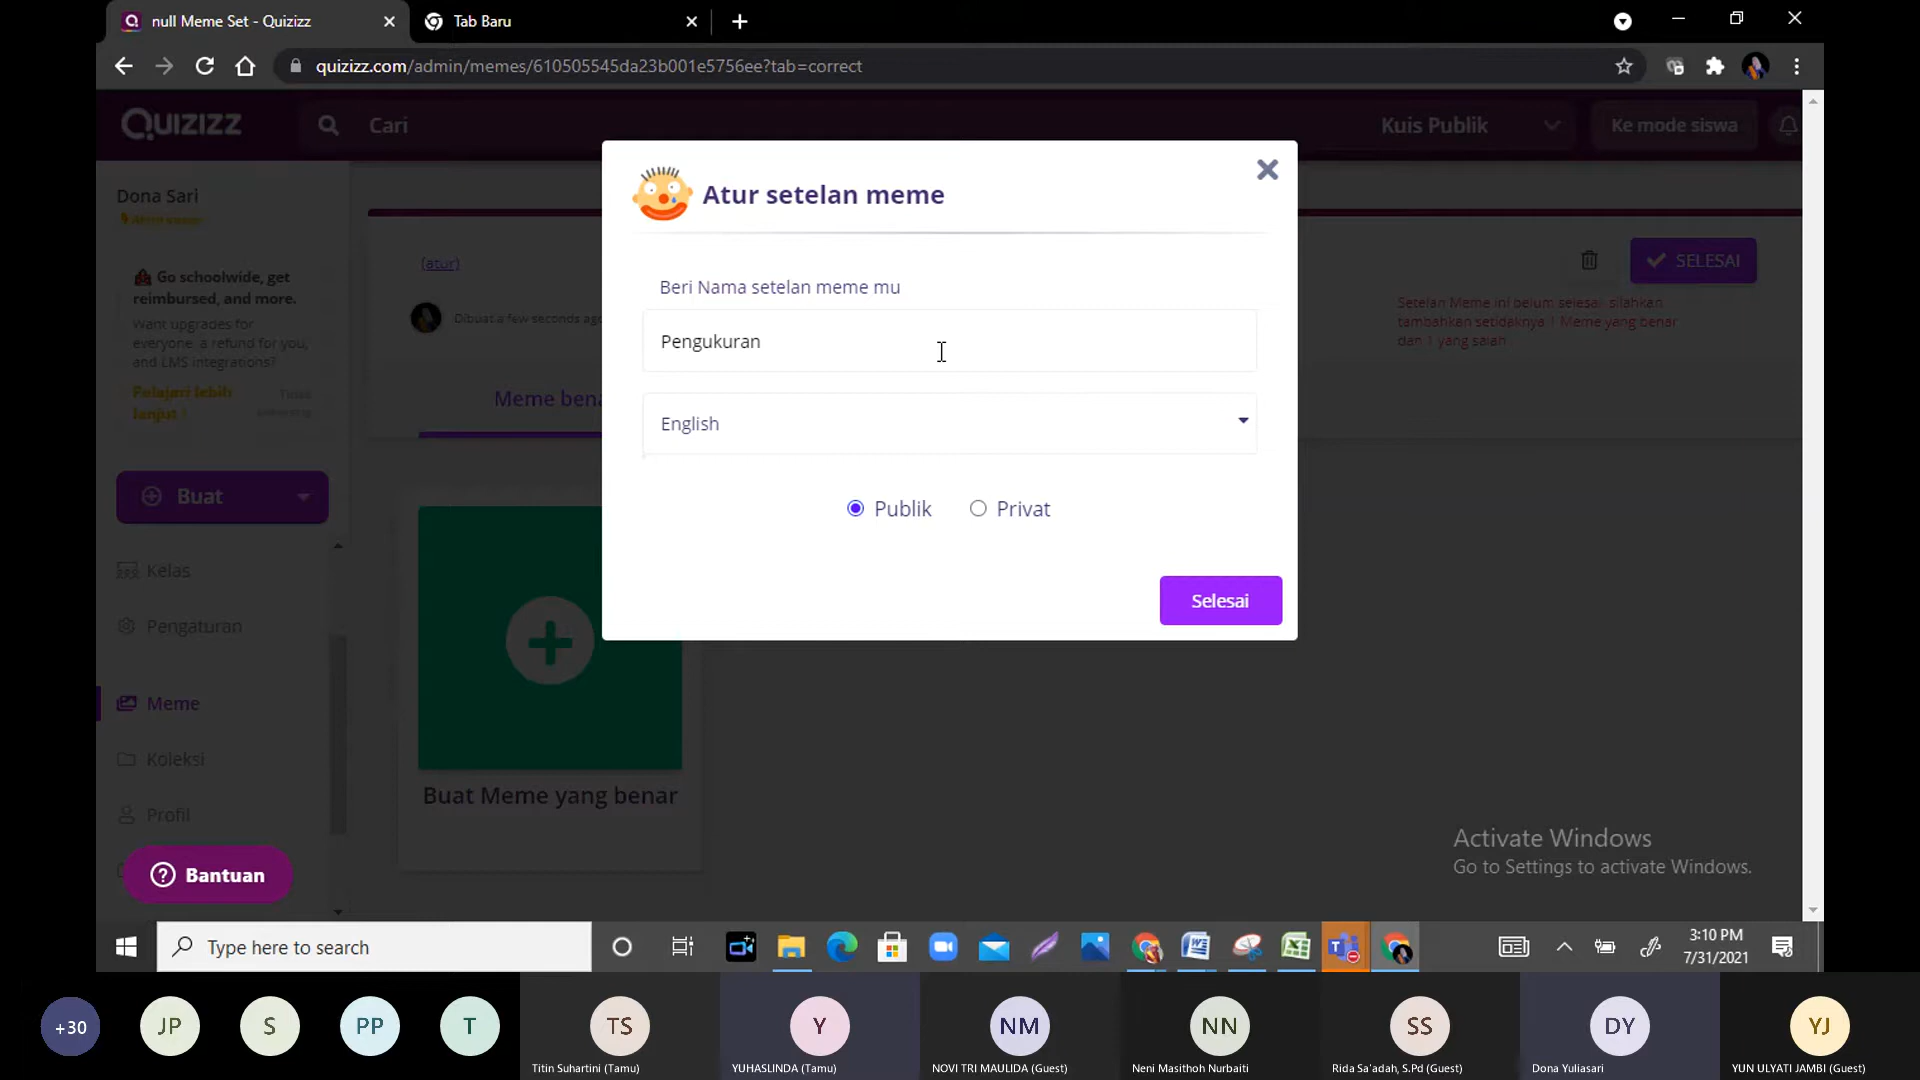 null Meme Set - Quizizz
Tab Baru
quizizz.com/admin/memes/610505545da23b001e5756ee?tab=correct
Quizizz
Cari
Kuis Publik
Ke mode siswa
Dona Sari
Go schoolwide, get
reimbursed, and more.
Want upgrades for
everyone, a refund for you,
and LMS integrations?
Pelajari lebih
lanjut !
Buat
Kelas
Pengaturan
Meme
Koleksi
Profil
Bantuan
(atur)
Dibuat a few seconds ago
SELESAI
Setelan Meme ini belum selesai, silahkan
tambahkan setidaknya 1 Meme yang benar
dan 1 yang salah
Meme bena
Buat Meme yang benar
Atur setelan meme
Beri Nama setelan meme mu
Pengukuran
English
Publik
Privat
Selesai
Activate Windows
Go to Settings to activate Windows.
Type here to search
3:10 PM
7/31/2021
+30
JP
S
PP
T
TS
Titin Suhartini (Tamu)
Y
YUHASLINDA (Tamu)
NM
NOVI TRI MAULIDA (Guest)
NN
Neni Masithoh Nurbaiti
SS
Rida Sa'adah, S.Pd (Guest)
DY
Dona Yuliasari
YJ
YUN ULYATI JAMBI (Guest)